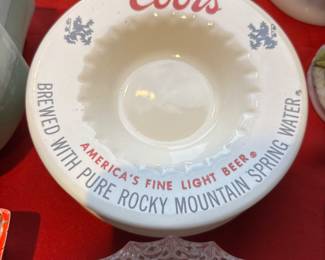 Coors
AMERICA'S FINE LIGHT BEER®
BREWED WITH PURE ROCKY MOUNTAIN SPRING WATER®